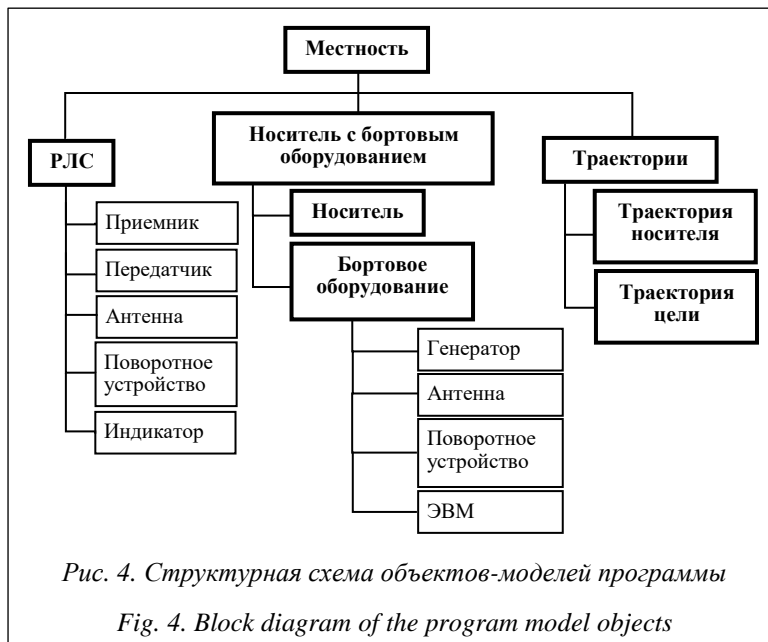 Местность
РЛС
Приемник
Передатчик
Антенна
Поворотное
устройство
Индикатор
Носитель с бортовым
оборудованием
Носитель
Бортовое
оборудование
Генератор
Антенна
Поворотное
устройство
ЭВМ
Траектории
Траектория
носителя
Траектория
цели
Рис. 4. Структурная схема объектов-моделей программы
Fig. 4. Block diagram of the program model objects